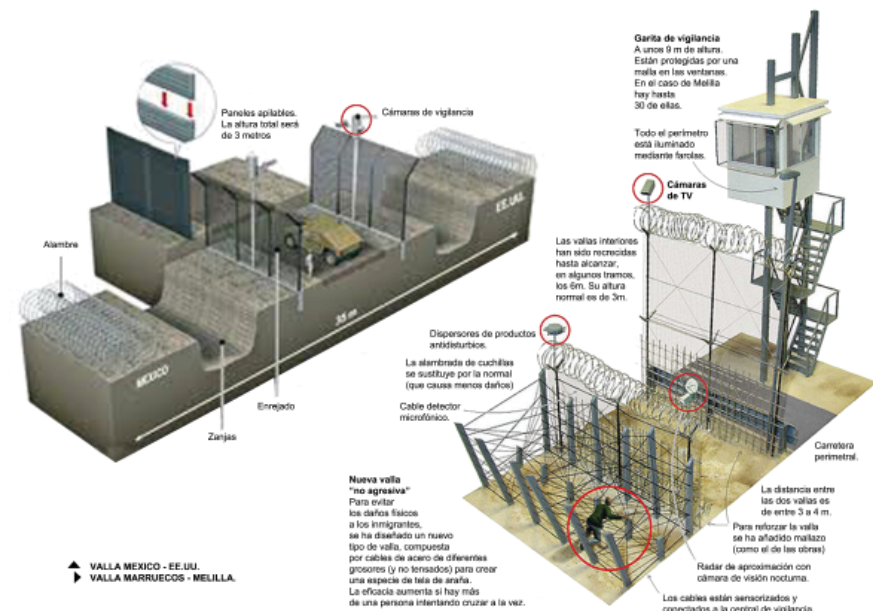 Paneles apilables.
La altura total será
de 3 metros
Cámaras de vigilancia
EE.UU.
Alambre
35 m
MEXICO
Enrejado
Zanjas
Garita de vigilancia
A unos 9 m de altura.
Están protegidas por una
malla en las ventanas.
En el caso de Melilla
hay hasta
30 de ellas.
Todo el perímetro
está iluminado
mediante farolas.
Cámaras
de TV
Las vallas interiores
han sido recrecidas
hasta alcanzar,
en algunos tramos,
los 6m. Su altura
normal es de 3m.
Dispersores de productos
antidisturbios.
La alambrada de cuchillas
se sustituye por la normal
(que causa menos daños)
Cable detector
microfónico.
Carretera
perimetral.
La distancia entre
las dos vallas es
de entre 3 a 4 m.
Para reforzar la valla
se ha añadido mallazo
(como el de las obras)
Radar de aproximación con
cámara de visión nocturna.
Los cables están sensorizados y
conectados a la central de vigilancia
Nueva valla
“no agresiva”
Para evitar
los daños físicos
a los inmigrantes,
se ha diseñado un nuevo
tipo de valla, compuesta
por cables de acero de diferentes
grosores (y no tensados) para crear
una especie de tela de araña.
La eficacia aumenta si hay más
de una persona intentando cruzar a la vez.
VALLA MEXICO - EE.UU.
VALLA MARRUECOS - MELILLA.